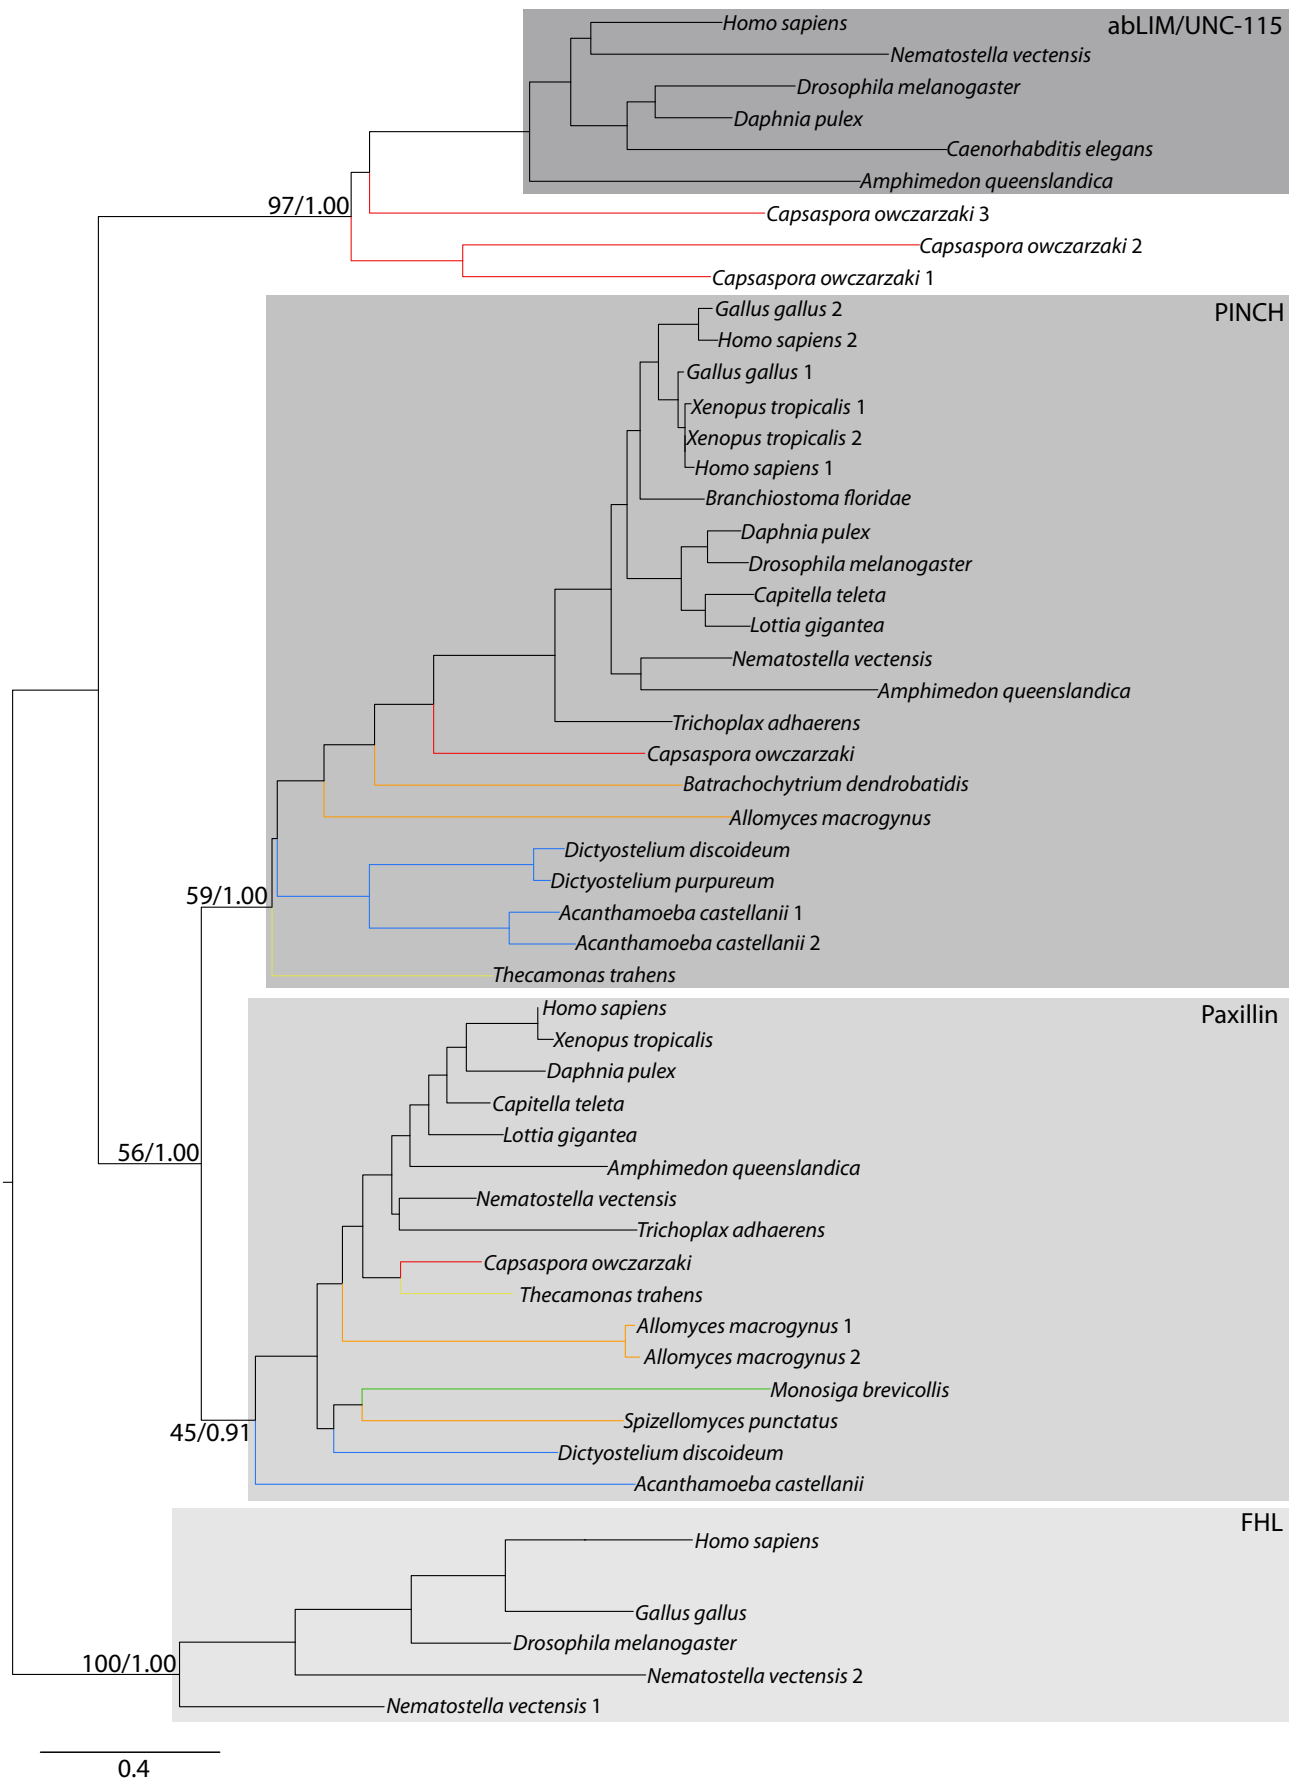 abLIM/UNC-115
Homo sapiens
Nematostella vectensis
Drosophila melanogaster
Daphnia pulex
Caenorhabditis elegans
Amphimedon queenslandica
97/1.00
Capsaspora owczarzaki 3
Capsaspora owczarzaki 2
Capsaspora owczarzaki 1
PINCH
Gallus gallus 2
Homo sapiens 2
Gallus gallus 1
Xenopus tropicalis 1
Xenopus tropicalis 2
Homo sapiens 1
Branchiostoma floridae
Daphnia pulex
Drosophila melanogaster
Capitella teleta
Lottia gigantea
Nematostella vectensis
Amphimedon queenslandica
Trichoplax adhaerens
Capsaspora owczarzaki
Batrachochytrium dendrobatidis
Allomyces macrogynus
Dictyostelium discoideum
Dictyostelium purpureum
59/1.00
Acanthamoeba castellanii 1
Acanthamoeba castellanii 2
Thecamonas trahens
Paxillin
Homo sapiens
Xenopus tropicalis
Daphnia pulex
Capitella teleta
Lottia gigantea
56/1.00
Amphimedon queenslandica
Nematostella vectensis
Trichoplax adhaerens
Capsaspora owczarzaki
Thecamonas trahens
Allomyces macrogynus 1
Allomyces macrogynus 2
Monosiga brevicollis
Spizellomyces punctatus
45/0.91
Dictyostelium discoideum
Acanthamoeba castellanii
FHL
Homo sapiens
Gallus gallus
Drosophila melanogaster
100/1.00
Nematostella vectensis 2
Nematostella vectensis 1
0.4